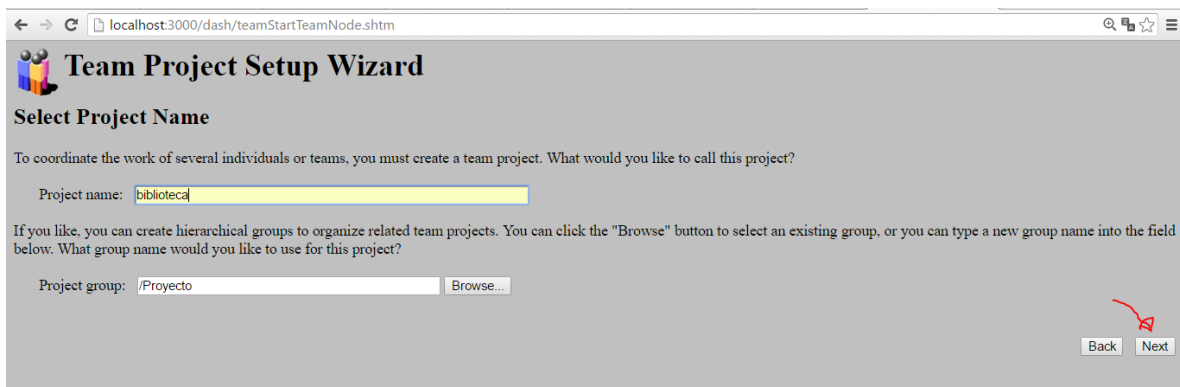 localhost:3000/dash/teamStartTeamNode.shtm
Team Project Setup Wizard
Select Project Name
To coordinate the work of several individuals or teams, you must create a team project. What would you like to call this project?
Project name: biblioteca
If you like, you can create hierarchical groups to organize related team projects. You can click the "Browse" button to select an existing group, or you can type a new group name into the field
below. What group name would you like to use for this project?
Project group: /Proyecto Browse...
Back Next